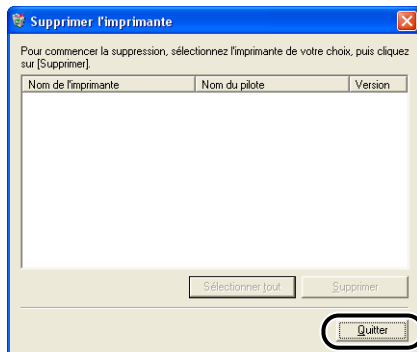 Supprimer l'imprimante
Pour commencer la suppression, sélectionnez l'imprimante de votre choix, puis cliquez
sur [Supprimer].
Nom de l'imprimante Nom du pilote Version
Sélectionner tout Supprimer
Quitter